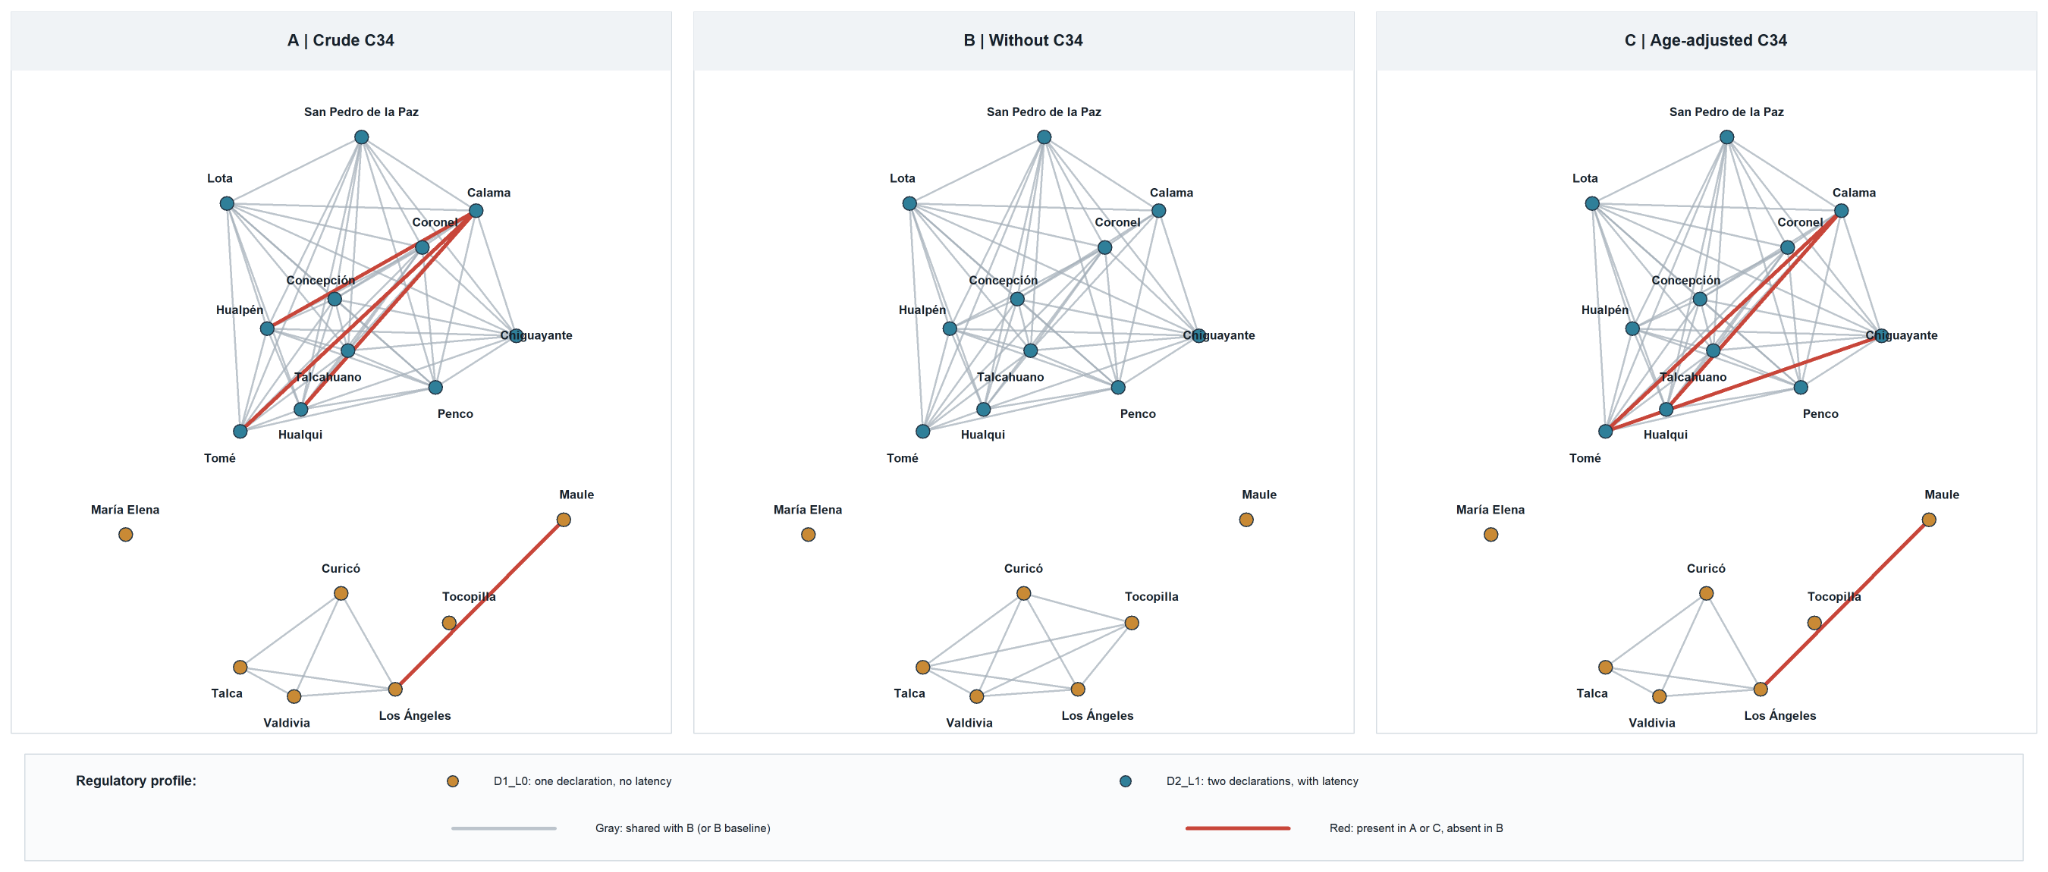 A | Crude C34
San Pedro de la Paz
Lota
Calama
Coronel
Concepción
Hualpén
Chiguayante
Talcahuano
Penco
Hualqui
Tomé
Maule
María Elena
Curicó
Tocopilla
Talca
Los Ángeles
Valdivia
B | Without C34
San Pedro de la Paz
Lota
Calama
Coronel
Concepción
Hualpén
Chiguayante
Talcahuano
Penco
Hualqui
Tomé
Maule
María Elena
Curicó
Tocopilla
Talca
Los Ángeles
Valdivia
C | Age-adjusted C34
San Pedro de la Paz
Lota
Calama
Coronel
Concepción
Hualpén
Chiguayante
Talcahuano
Penco
Hualqui
Tomé
Maule
María Elena
Curicó
Tocopilla
Talca
Los Ángeles
Valdivia
Regulatory profile:
D1_L0: one declaration, no latency
D2_L1: two declarations, with latency
Gray: shared with B (or B baseline)
Red: present in A or C, absent in B